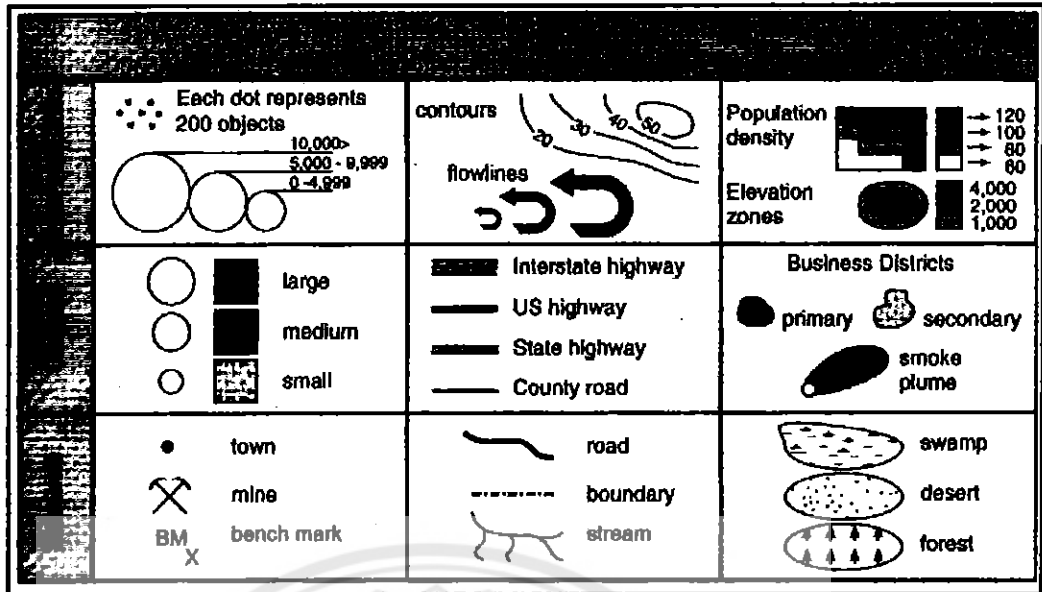 Each dot represents
200 objects
10,000>
5,000 - 9,999
0 -4,999
contours
20
30
40
50
flowlines
Population
density
120
100
80
60
Elevation
zones
4,000
2,000
1,000
large
medium
small
Interstate highway
US highway
State highway
County road
Business Districts
primary
secondary
smoke
plume
town
mine
BM
X
bench mark
road
boundary
stream
swamp
desert
forest